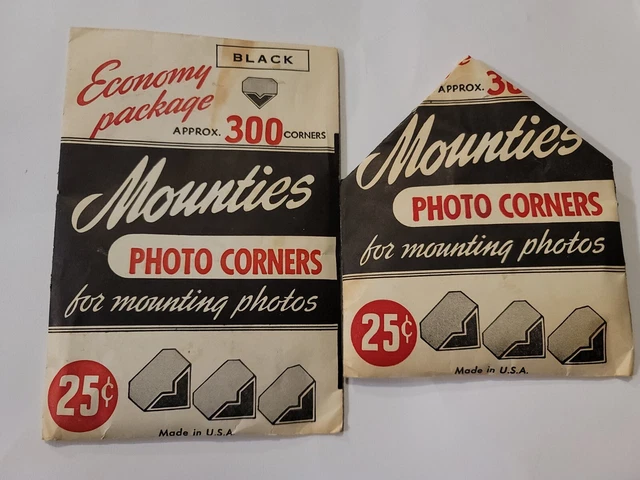 BLACK
Economy
package
APPROX. 300 CORNERS
Mounties
PHOTO CORNERS
for mounting photos
25¢
Made in U.S.A.
APPROX. 30
Mounties
PHOTO CORNERS
for mounting photos
25¢
Made in U.S.A.